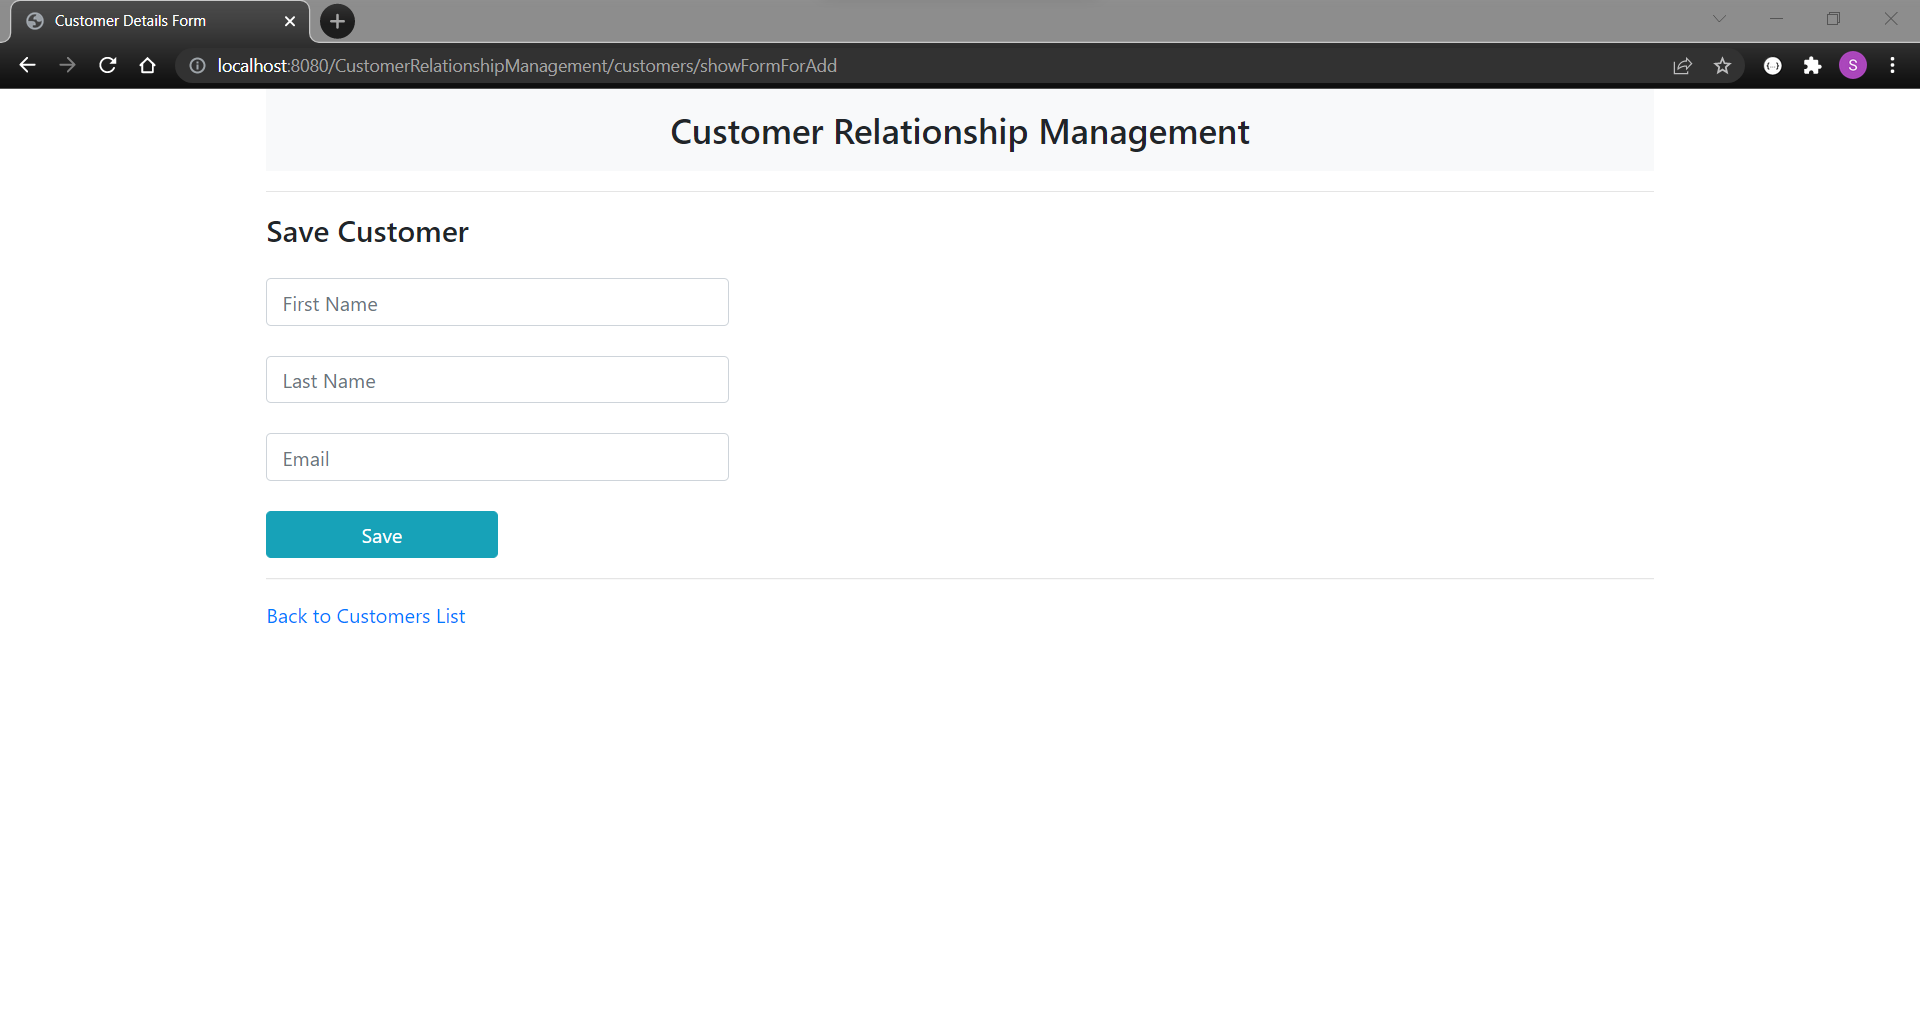 Customer Details Form
localhost:8080/CustomerRelationshipManagement/customers/showFormForAdd
S
Customer Relationship Management
Save Customer
First Name
Last Name
Email
Save
Back to Customers List